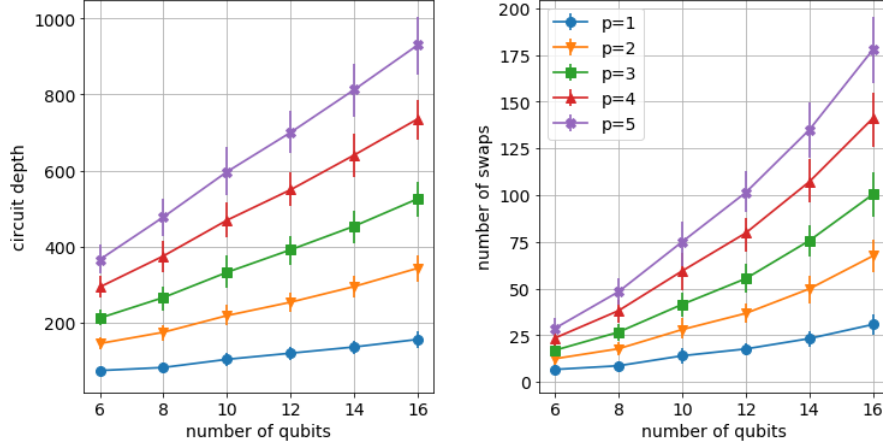 1000
800
600
400
200
6 8 10 12 14 16
number of qubits
circuit depth
200
175
150
125
100
75
50
25
0
6 8 10 12 14 16
number of qubits
number of swaps
p=1
p=2
p=3
p=4
p=5